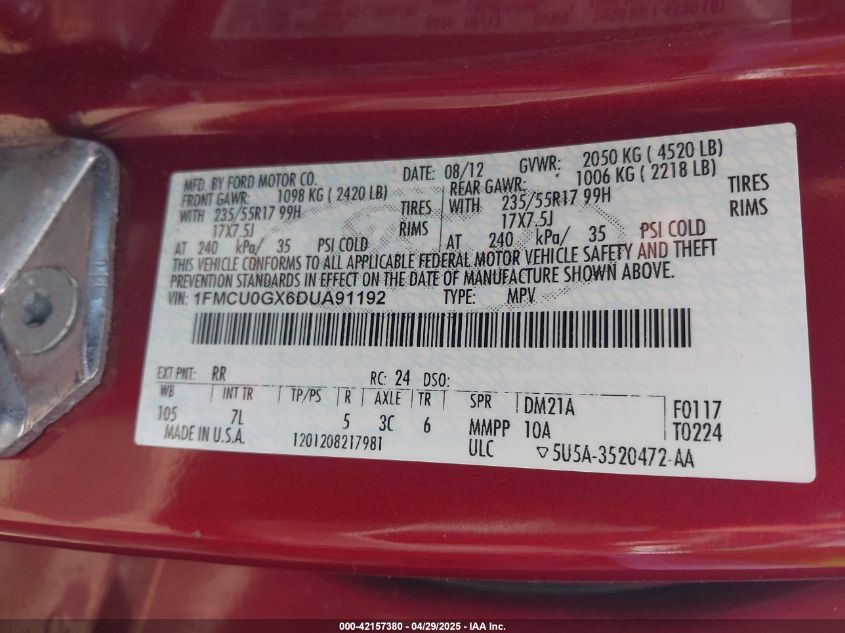 MFD. BY FORD MOTOR CO. DATE: 08/12 GVWR: 2050 KG ( 4520 LB)
FRONT GAWR: 1098 KG ( 2420 LB) REAR GAWR: 1006 KG ( 2218 LB)
WITH 235/55R17 99H TIRES WITH 235/55R17 99H TIRES
17X7.5J RIMS 17X7.5J RIMS
AT 240 kPa/ 35 PSI COLD AT 240 kPa/ 35 PSI COLD
THIS VEHICLE CONFORMS TO ALL APPLICABLE FEDERAL MOTOR VEHICLE SAFETY AND THEFT
PREVENTION STANDARDS IN EFFECT ON THE DATE OF MANUFACTURE SHOWN ABOVE.
VIN: 1FMCU0GX6DUA91192 TYPE: MPV
EXT PNT: RR RC: 24 DSO:
WB INT TR TP/PS R AXLE TR SPR DM21A F0117
105 7L 5 3C 6 MMPP 10A T0224
MADE IN U.S.A. 1201208217981 ULC ▽5U5A-3520472-AA
000-42157380 - 04/29/2025 - IAA Inc.